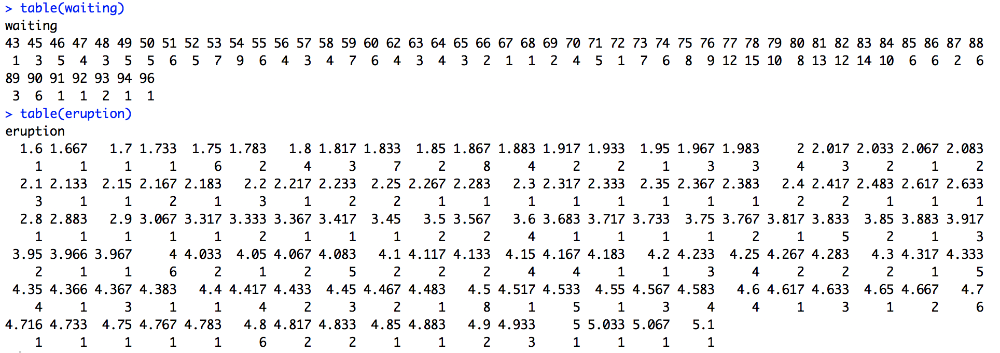 > table(waiting)
waiting
43 45 46 47 48 49 50 51 52 53 54 55 56 57 58 59 60 62 63 64 65 66 67 68 69 70 71 72 73 74 75 76 77 78 79 80 81 82 83 84 85 86 87 88
 1  3  5  4  3  5  5  6  5  7  9  6  4  3  4  7  6  4  3  4  3  2  1  1  2  4  5  1  7  6  8  9 12 15 10  8 13 12 14 10  6  6  2  6
89 90 91 92 93 94 96
 3  6  1  1  2  1  1
> table(eruption)
eruption
  1.6 1.667   1.7 1.733  1.75 1.783   1.8 1.817 1.833  1.85 1.867 1.883 1.917 1.933  1.95 1.967 1.983     2 2.017 2.033 2.067 2.083
    1     1     1     1     6     2     4     3     7     2     8     4     2     2     1     3     3     4     3     2     1     2
  2.1 2.133  2.15 2.167 2.183   2.2 2.217 2.233  2.25 2.267 2.283   2.3 2.317 2.333  2.35 2.367 2.383   2.4 2.417 2.483 2.617 2.633
    3     1     1     2     1     3     1     2     2     1     1     1     1     1     1     1     1     2     2     1     1     1
  2.8 2.883   2.9 3.067 3.317 3.333 3.367 3.417  3.45   3.5 3.567   3.6 3.683 3.717 3.733  3.75 3.767 3.817 3.833  3.85 3.883 3.917
    1     1     1     1     1     2     1     1     1     2     2     4     1     1     1     1     2     1     5     2     1     3
 3.95 3.966 3.967     4 4.033  4.05 4.067 4.083   4.1 4.117 4.133  4.15 4.167 4.183   4.2 4.233  4.25 4.267 4.283   4.3 4.317 4.333
    2     1     1     6     2     1     2     5     2     2     2     4     4     1     1     3     4     2     2     2     1     5
 4.35 4.366 4.367 4.383   4.4 4.417 4.433  4.45 4.467 4.483   4.5 4.517 4.533  4.55 4.567 4.583   4.6 4.617 4.633  4.65 4.667   4.7
    4     1     3     1     1     4     2     3     2     1     8     1     5     1     3     4     4     1     3     1     2     6
4.716 4.733  4.75 4.767 4.783   4.8 4.817 4.833  4.85 4.883   4.9 4.933     5 5.033 5.067   5.1
    1     1     1     1     1     6     2     2     1     1     2     3     1     1     1     1